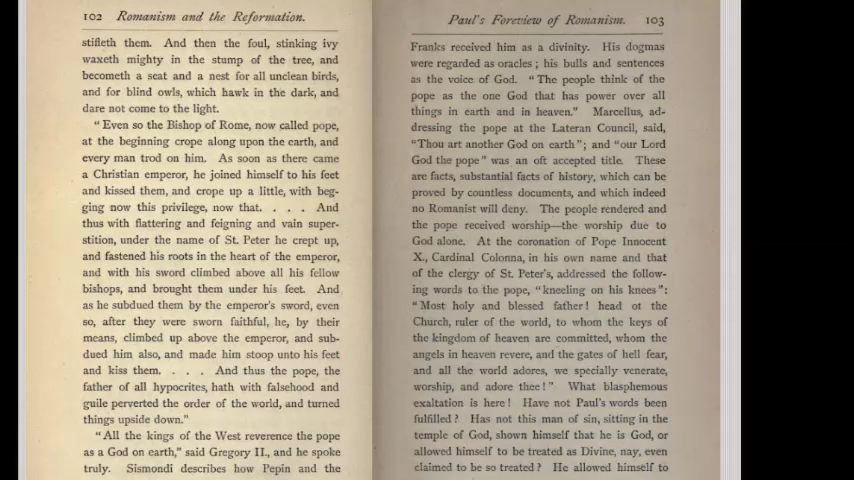 102 Romanism and the Reformation.
stifleth them. And then the foul, stinking ivy
waxeth mighty in the stump of the tree, and
becometh a seat and a nest for all unclean birds,
and for blind owls, which hawk in the dark, and
dare not come to the light.
"Even so the Bishop of Rome, now called pope,
at the beginning crope along upon the earth, and
every man trod on him. As soon as there came
a Christian emperor, he joined himself to his feet
and kissed them, and crope up a little, with beg-
ging now this privilege, now that. . . . And
thus with flattering and feigning and vain super-
stition, under the name of St. Peter he crept up,
and fastened his roots in the heart of the emperor,
and with his sword climbed above all his fellow
bishops, and brought them under his feet. And
as he subdued them by the emperor's sword, even
so, after they were sworn faithful, he, by their
means, climbed up above the emperor, and sub-
dued him also, and made him stoop unto his feet
and kiss them. . . . And thus the pope, the
father of all hypocrites, hath with falsehood and
guile perverted the order of the world, and turned
things upside down."
"All the kings of the West reverence the pope
as a God on earth," said Gregory II., and he spoke
truly. Sismondi describes how Pepin and the
Paul's Foreview of Romanism. 103
Franks received him as a divinity. His dogmas
were regarded as oracles; his bulls and sentences
as the voice of God. "The people think of the
pope as the one God that has power over all
things in earth and in heaven." Marcellus, ad-
dressing the pope at the Lateran Council, said,
"Thou art another God on earth"; and "our Lord
God the pope" was an oft accepted title. These
are facts, substantial facts of history, which can be
proved by countless documents, and which indeed
no Romanist will deny. The people rendered and
the pope received worship—the worship due to
God alone. At the coronation of Pope Innocent
X., Cardinal Colonna, in his own name and that
of the clergy of St. Peter's, addressed the follow-
ing words to the pope, "kneeling on his knees":
"Most holy and blessed father! head of the
Church, ruler of the world, to whom the keys of
the kingdom of heaven are committed, whom the
angels in heaven revere, and the gates of hell fear,
and all the world adores, we specially venerate,
worship, and adore thee!" What blasphemous
exaltation is here! Have not Paul's words been
fulfilled? Has not this man of sin, sitting in the
temple of God, shown himself that he is God, or
allowed himself to be treated as Divine, nay, even
claimed to be so treated? He allowed himself to